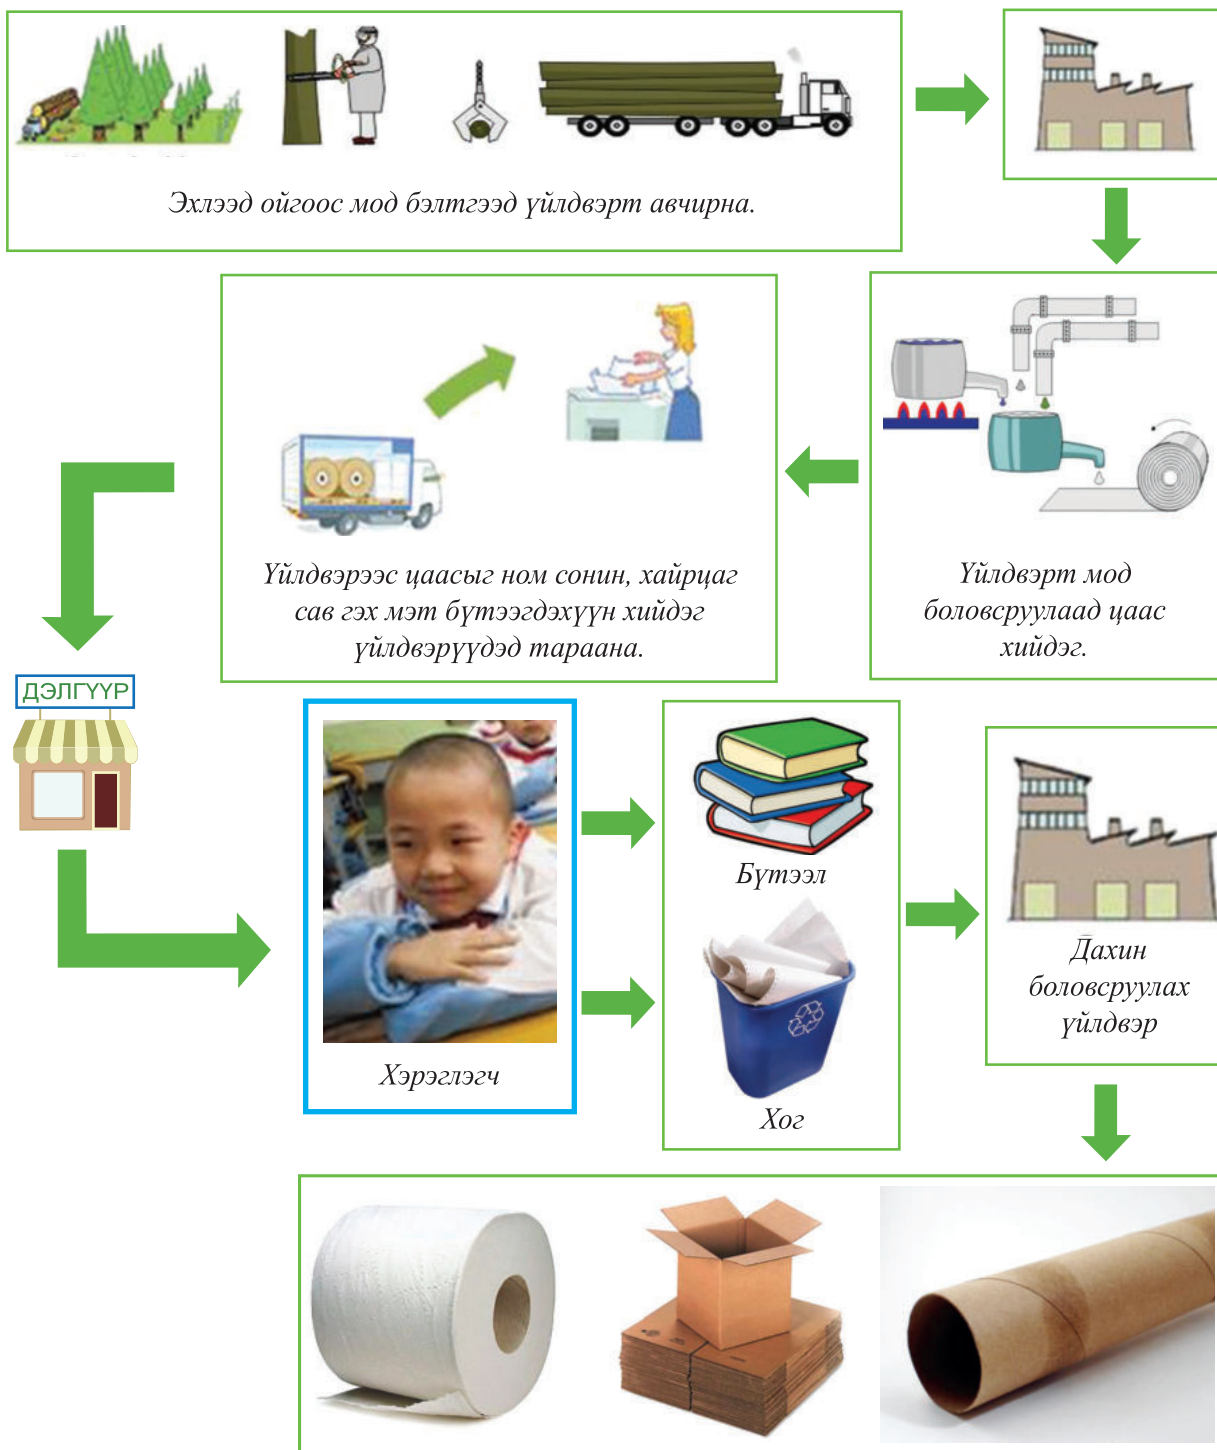 Эхлээд ойгоос мод бэлтгээд үйлдвэрт авчирна.
Үйлдвэрт мод
боловсруулаад цаас
хийдэг.
Үйлдвэрээс цаасыг ном сонин, хайрцаг
сав гэх мэт бүтээгдэхүүн хийдэг
үйлдвэрүүдэд тараана.
ДЭЛГҮҮР
Хэрэглэгч
Бүтээл
Хог
Дахин
боловсруулах
үйлдвэр